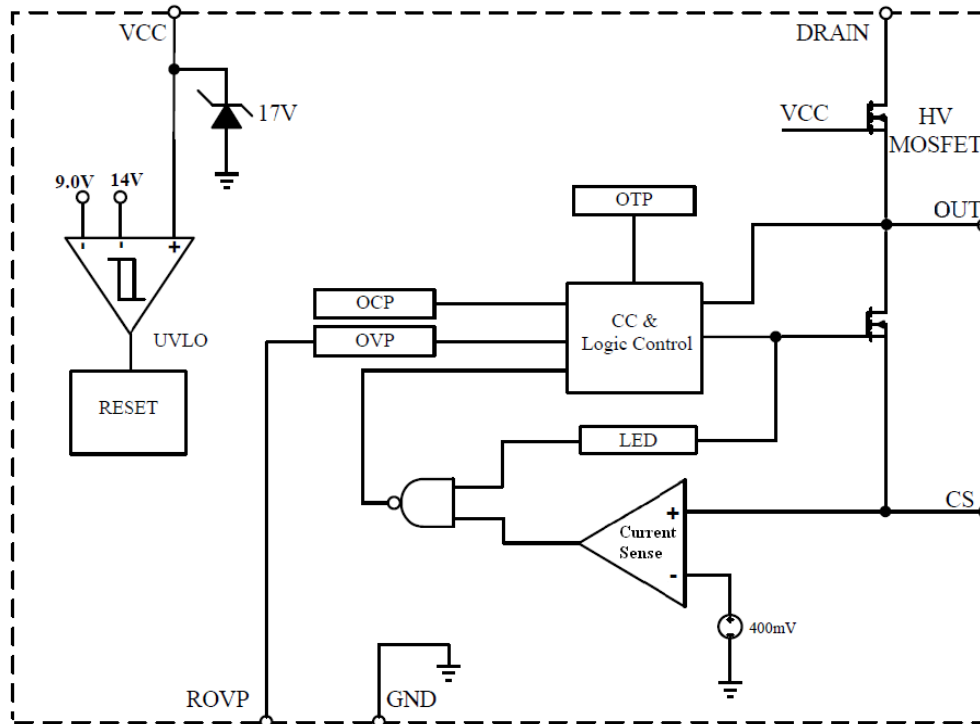 VCC
DRAIN
17V
VCC
HV
MOSFET
9.0V
14V
-
-
+
OTP
OUT
OCP
OVP
CC &
Logic Control
UVLO
RESET
LED
CS
+
Current
Sense
-
400mV
ROVP
GND